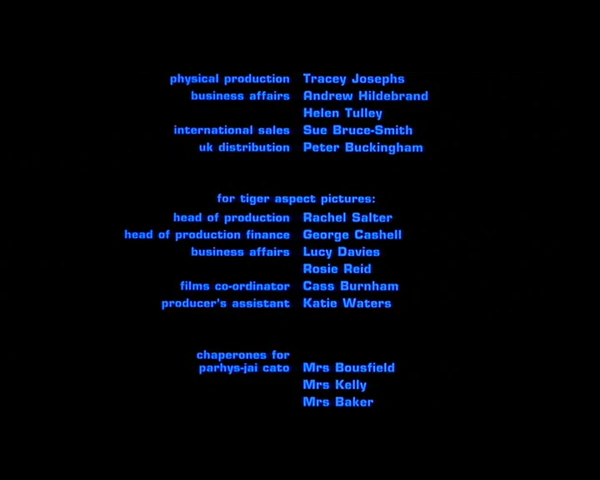 physical production Tracey Josephs
business affairs Andrew Hildebrand
Helen Tulley
international sales Sue Bruce-Smith
uk distribution Peter Buckingham
for tiger aspect pictures:
head of production Rachel Salter
head of production finance George Cashell
business affairs Lucy Davies
Rosie Reid
films co-ordinator Cass Burnham
producer's assistant Katie Waters
chaperones for
parhys-jai cato Mrs Bousfield
Mrs Kelly
Mrs Baker